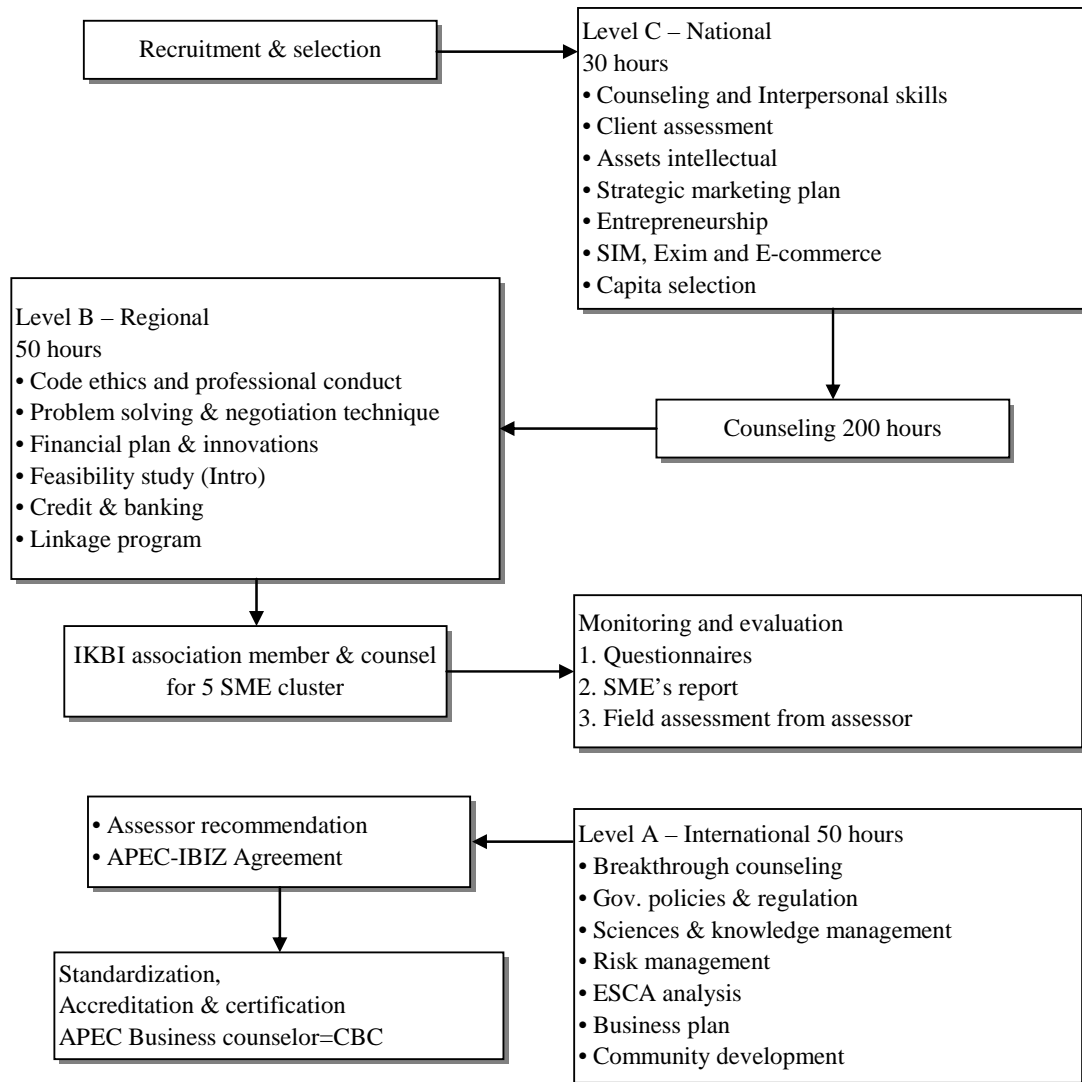 Recruitment & selection
Level C – National
30 hours
• Counseling and Interpersonal skills
• Client assessment
• Assets intellectual
• Strategic marketing plan
• Entrepreneurship
• SIM, Exim and E-commerce
• Capita selection
Counseling 200 hours
Level B – Regional
50 hours
• Code ethics and professional conduct
• Problem solving & negotiation technique
• Financial plan & innovations
• Feasibility study (Intro)
• Credit & banking
• Linkage program
IKBI association member & counsel
for 5 SME cluster
Monitoring and evaluation
1. Questionnaires
2. SME’s report
3. Field assessment from assessor
Level A – International 50 hours
• Breakthrough counseling
• Gov. policies & regulation
• Sciences & knowledge management
• Risk management
• ESCA analysis
• Business plan
• Community development
• Assessor recommendation
• APEC-IBIZ Agreement
Standardization,
Accreditation & certification
APEC Business counselor=CBC